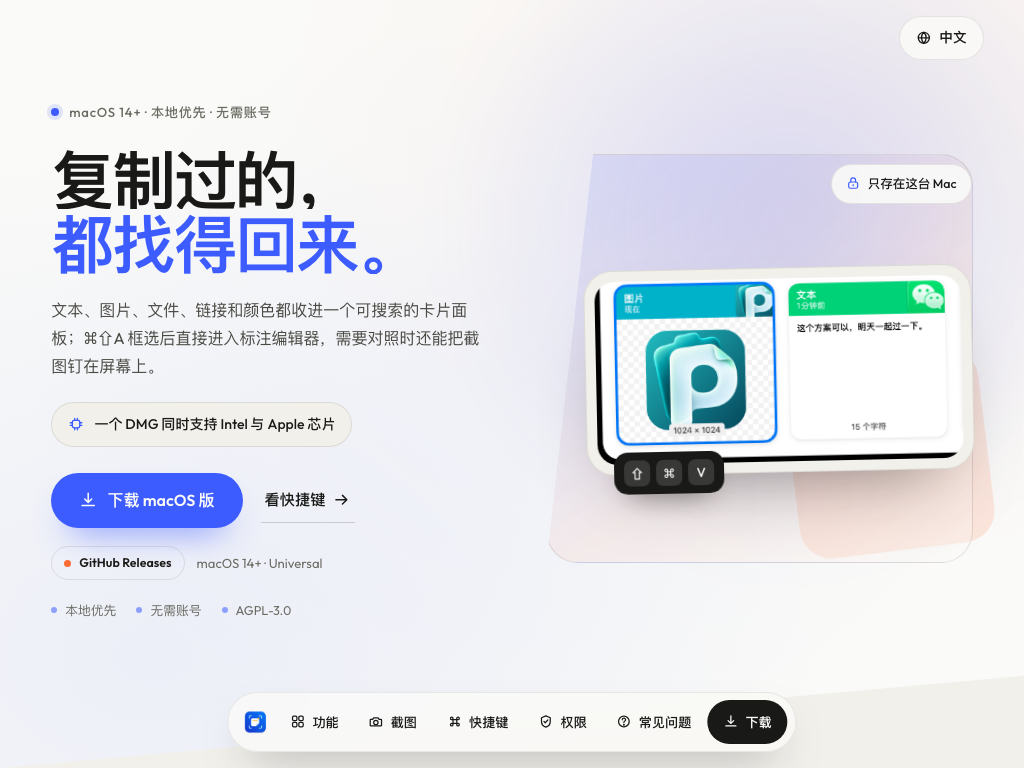 中文
macOS 14+ · 本地优先 · 无需账号
复制过的，
都找得回来。
文本、图片、文件、链接和颜色都收进一个可搜索的卡片面
板；⌘⇧A 框选后直接进入标注编辑器，需要对照时还能把截
图钉在屏幕上。
一个 DMG 同时支持 Intel 与 Apple 芯片
下载 macOS 版
看快捷键 →
GitHub Releases
macOS 14+ · Universal
本地优先
无需账号
AGPL-3.0
只存在这台 Mac
图片
现在
1024 × 1024
文本
1分钟前
这个方案可以，明天一起过一下。
15 个字符
⇧ ⌘ V
功能
截图
快捷键
权限
常见问题
下载